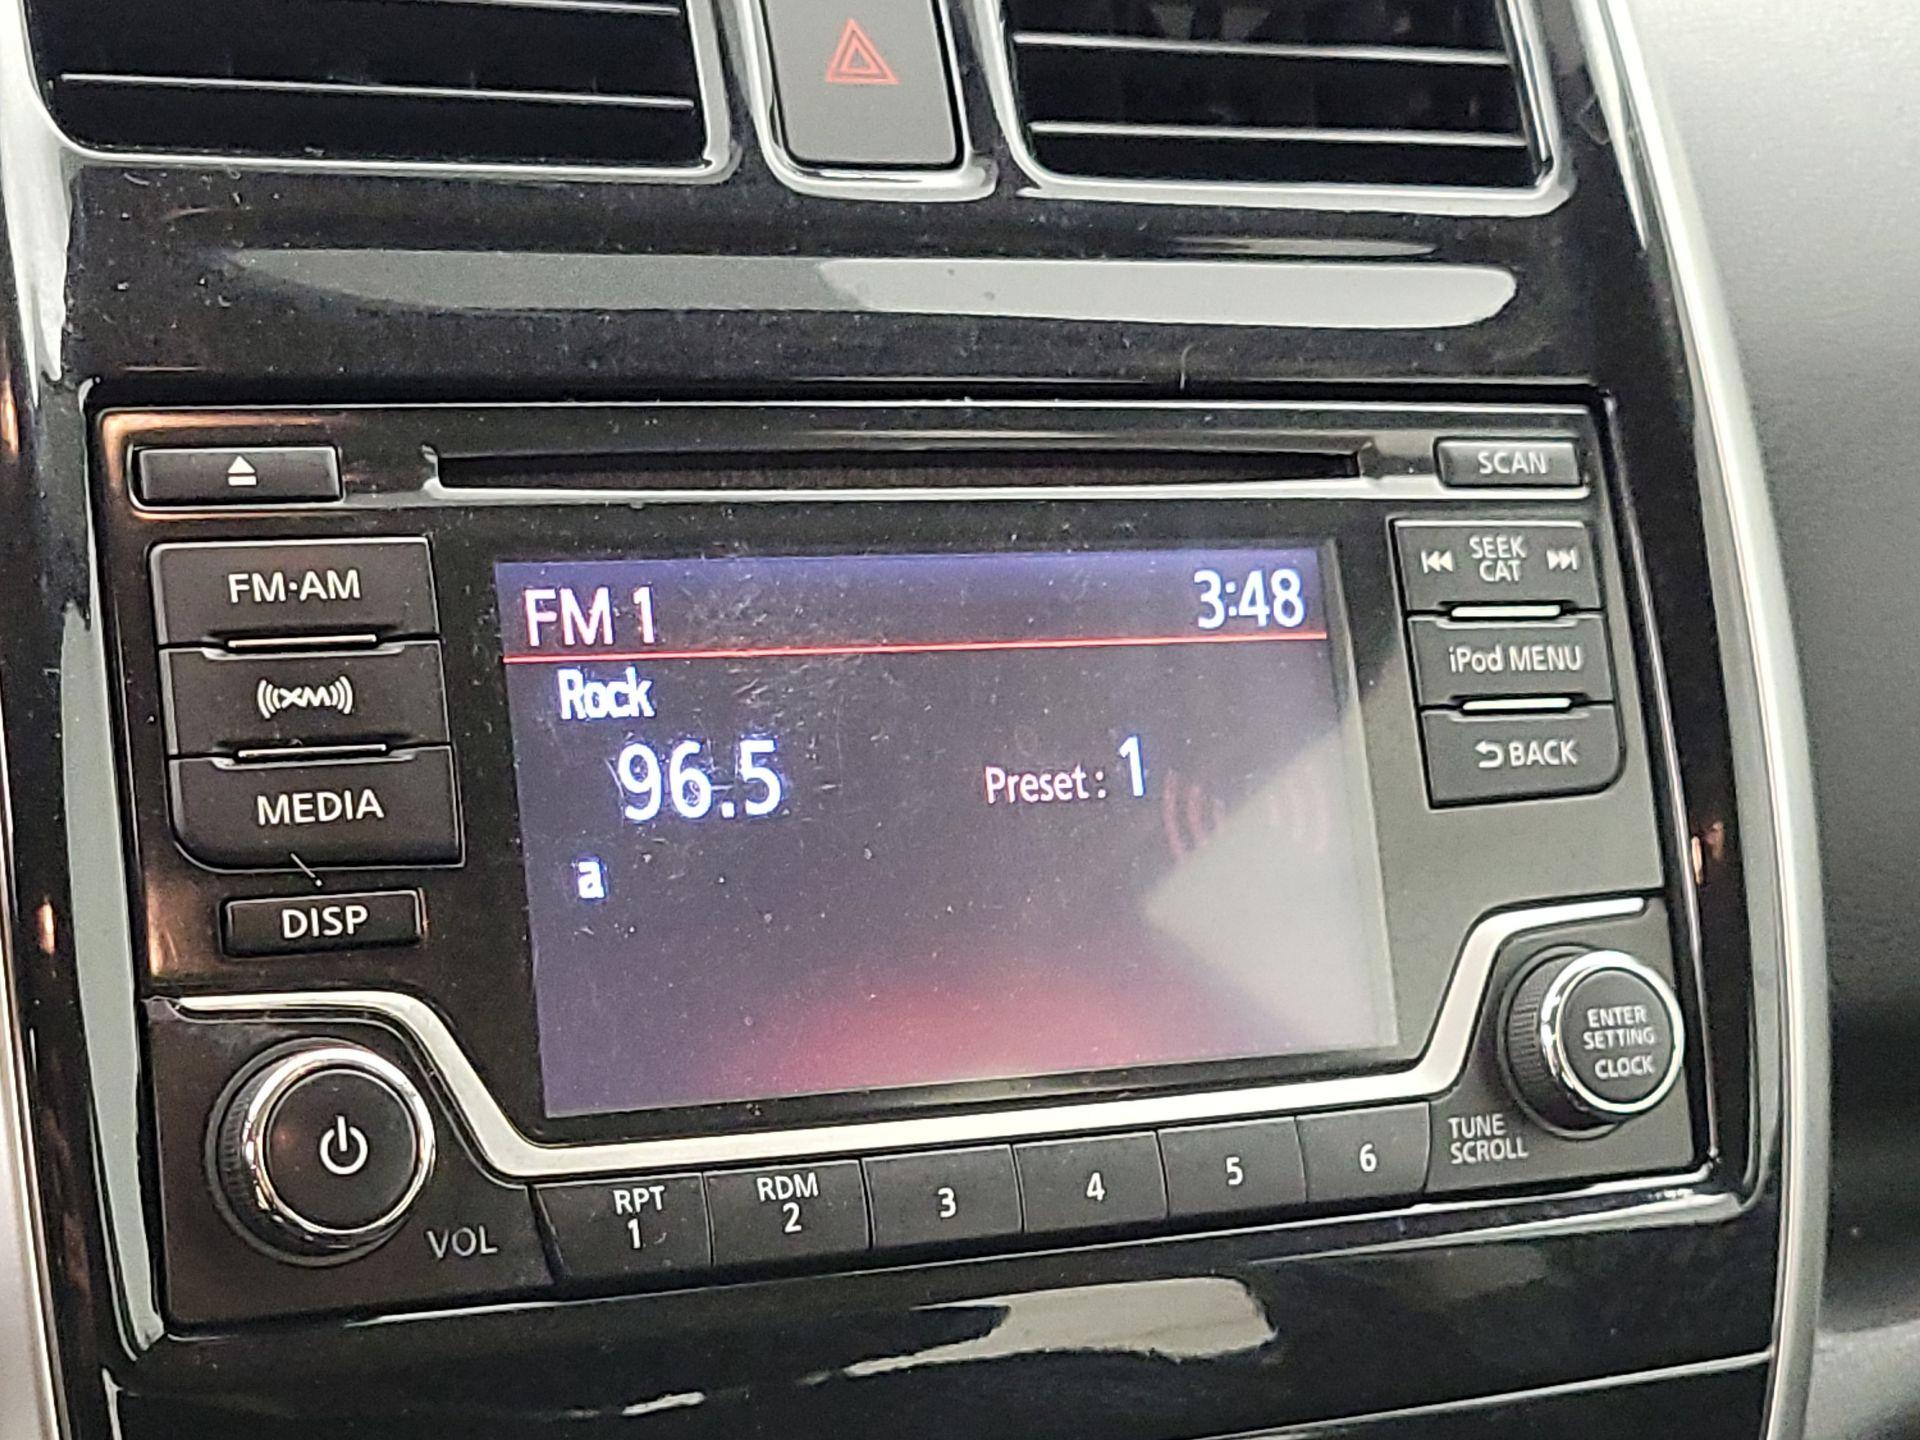 SCAN
FM·AM
SEEK
CAT
FM 1
3:48
iPod MENU
Rock
XM
BACK
96.5
Preset : 1
MEDIA
a
DISP
ENTER
SETTING
CLOCK
TUNE
SCROLL
VOL
RPT
1
RDM
2
3
4
5
6